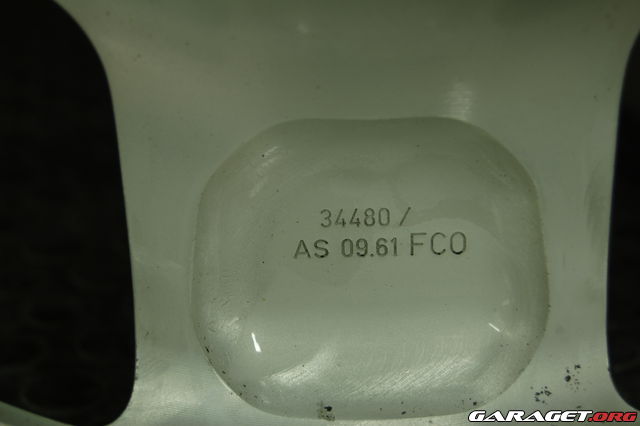 34480 /
AS 09.61 FCO
GARAGET.ORG